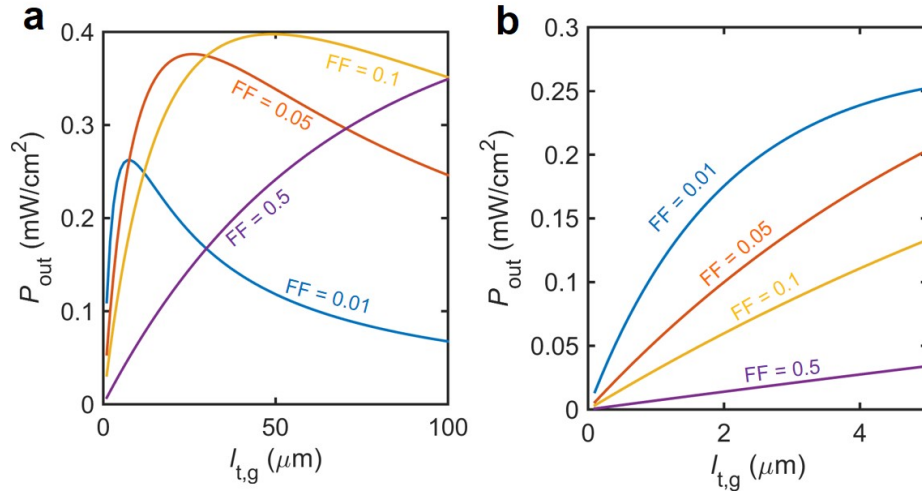 a
0.4
0.3
0.2
0.1
0
P_out (mW/cm²)
FF = 0.1
FF = 0.05
FF = 0.5
FF = 0.01
0
50
100
l_t,g (μm)
b
0.3
0.25
0.2
0.15
0.1
0.05
0
P_out (mW/cm²)
FF = 0.01
FF = 0.05
FF = 0.1
FF = 0.5
0
2
4
l_t,g (μm)